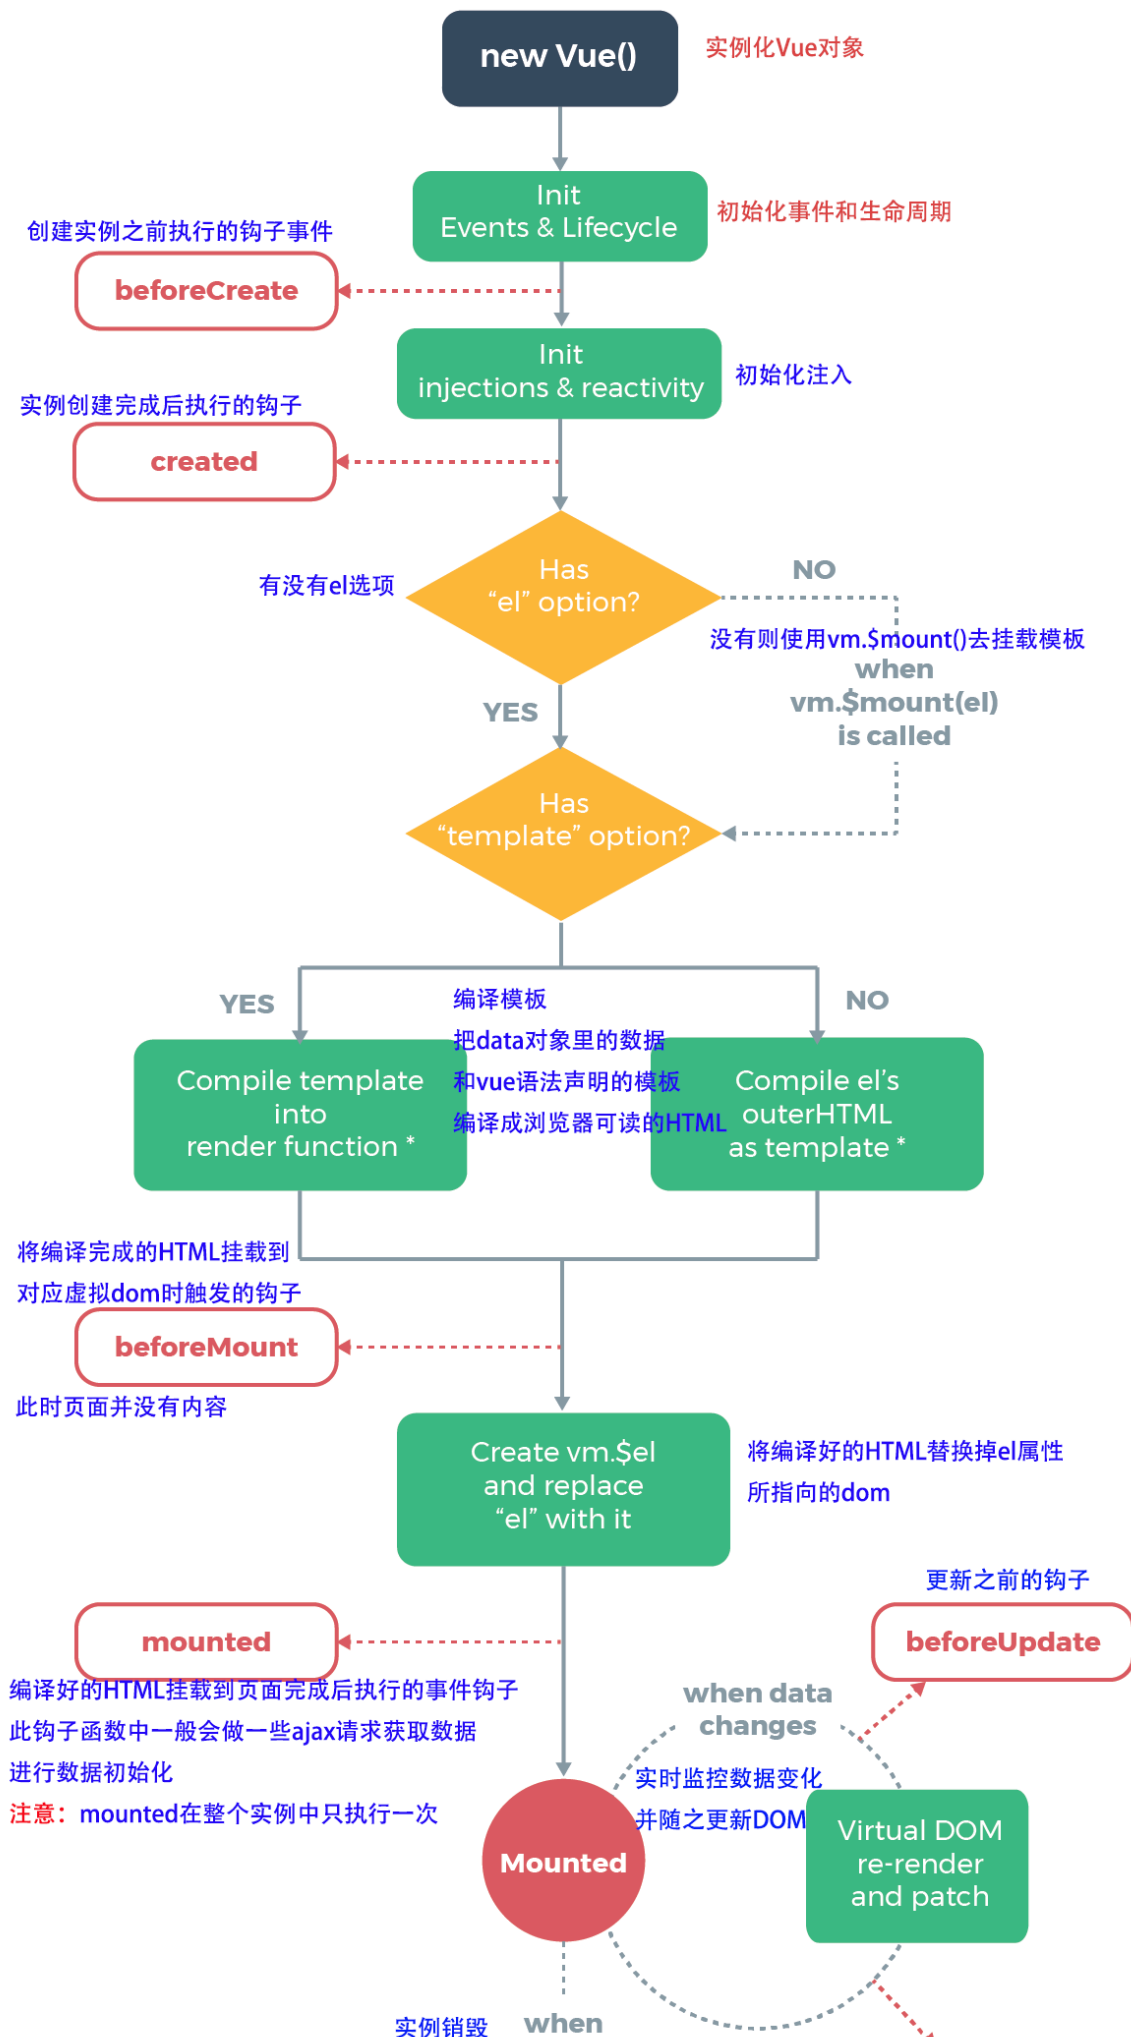 new Vue()
实例化Vue对象
Init
Events & Lifecycle
初始化事件和生命周期
创建实例之前执行的钩子事件
beforeCreate
Init
injections & reactivity
初始化注入
实例创建完成后执行的钩子
created
Has
“el” option?
有没有el选项
NO
没有则使用vm.$mount()去挂载模板
when
vm.$mount(el)
is called
YES
Has
“template” option?
YES
NO
编译模板
把data对象里的数据
和vue语法声明的模板
编译成浏览器可读的HTML
Compile template
into
render function *
Compile el’s
outerHTML
as template *
将编译完成的HTML挂载到
对应虚拟dom时触发的钩子
beforeMount
此时页面并没有内容
Create vm.$el
and replace
“el” with it
将编译好的HTML替换掉el属性
所指向的dom
更新之前的钩子
mounted
beforeUpdate
编译好的HTML挂载到页面完成后执行的事件钩子
此钩子函数中一般会做一些ajax请求获取数据
进行数据初始化
注意：mounted在整个实例中只执行一次
when data
changes
实时监控数据变化
并随之更新DOM
Mounted
Virtual DOM
re-render
and patch
实例销毁
when